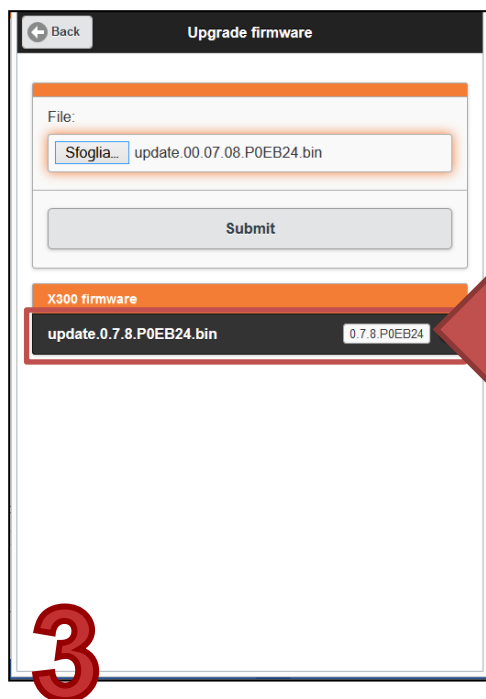 Back
Upgrade firmware
File:
Sfoglia... update.00.07.08.P0EB24.bin
Submit
X300 firmware
update.0.7.8.P0EB24.bin 0.7.8.P0EB24
3